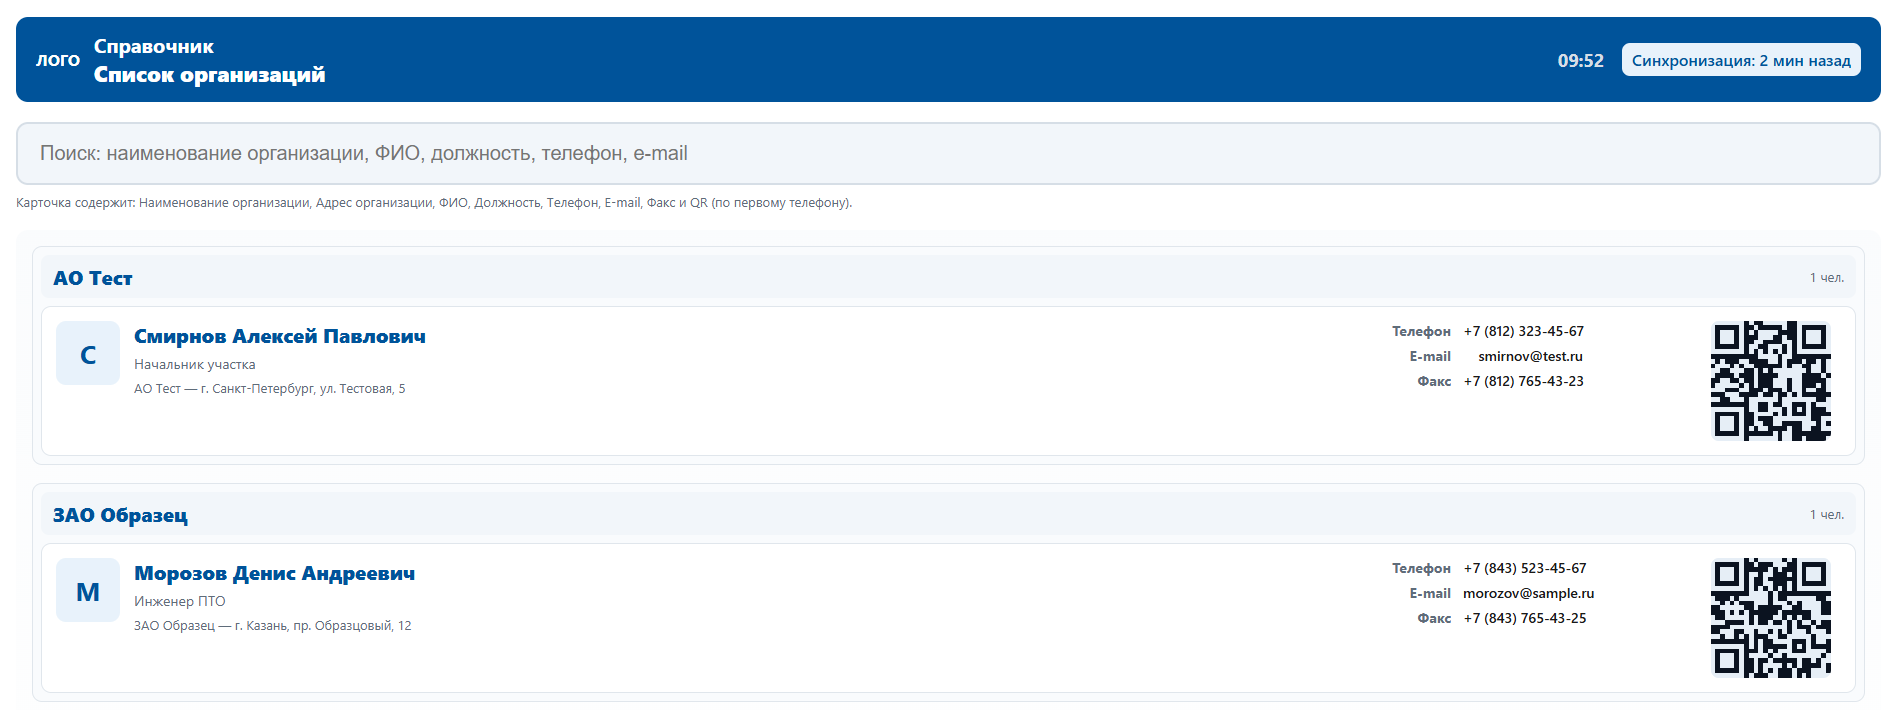 ЛОГО
Справочник
Список организаций
09:52
Синхронизация: 2 мин назад
Поиск: наименование организации, ФИО, должность, телефон, e-mail
Карточка содержит: Наименование организации, Адрес организации, ФИО, Должность, Телефон, E-mail, Факс и QR (по первому телефону).
АО Тест
1 чел.
С
Смирнов Алексей Павлович
Начальник участка
АО Тест — г. Санкт-Петербург, ул. Тестовая, 5
Телефон +7 (812) 323-45-67
E-mail smirnov@test.ru
Факс +7 (812) 765-43-23
ЗАО Образец
1 чел.
М
Морозов Денис Андреевич
Инженер ПТО
ЗАО Образец — г. Казань, пр. Образцовый, 12
Телефон +7 (843) 523-45-67
E-mail morozov@sample.ru
Факс +7 (843) 765-43-25